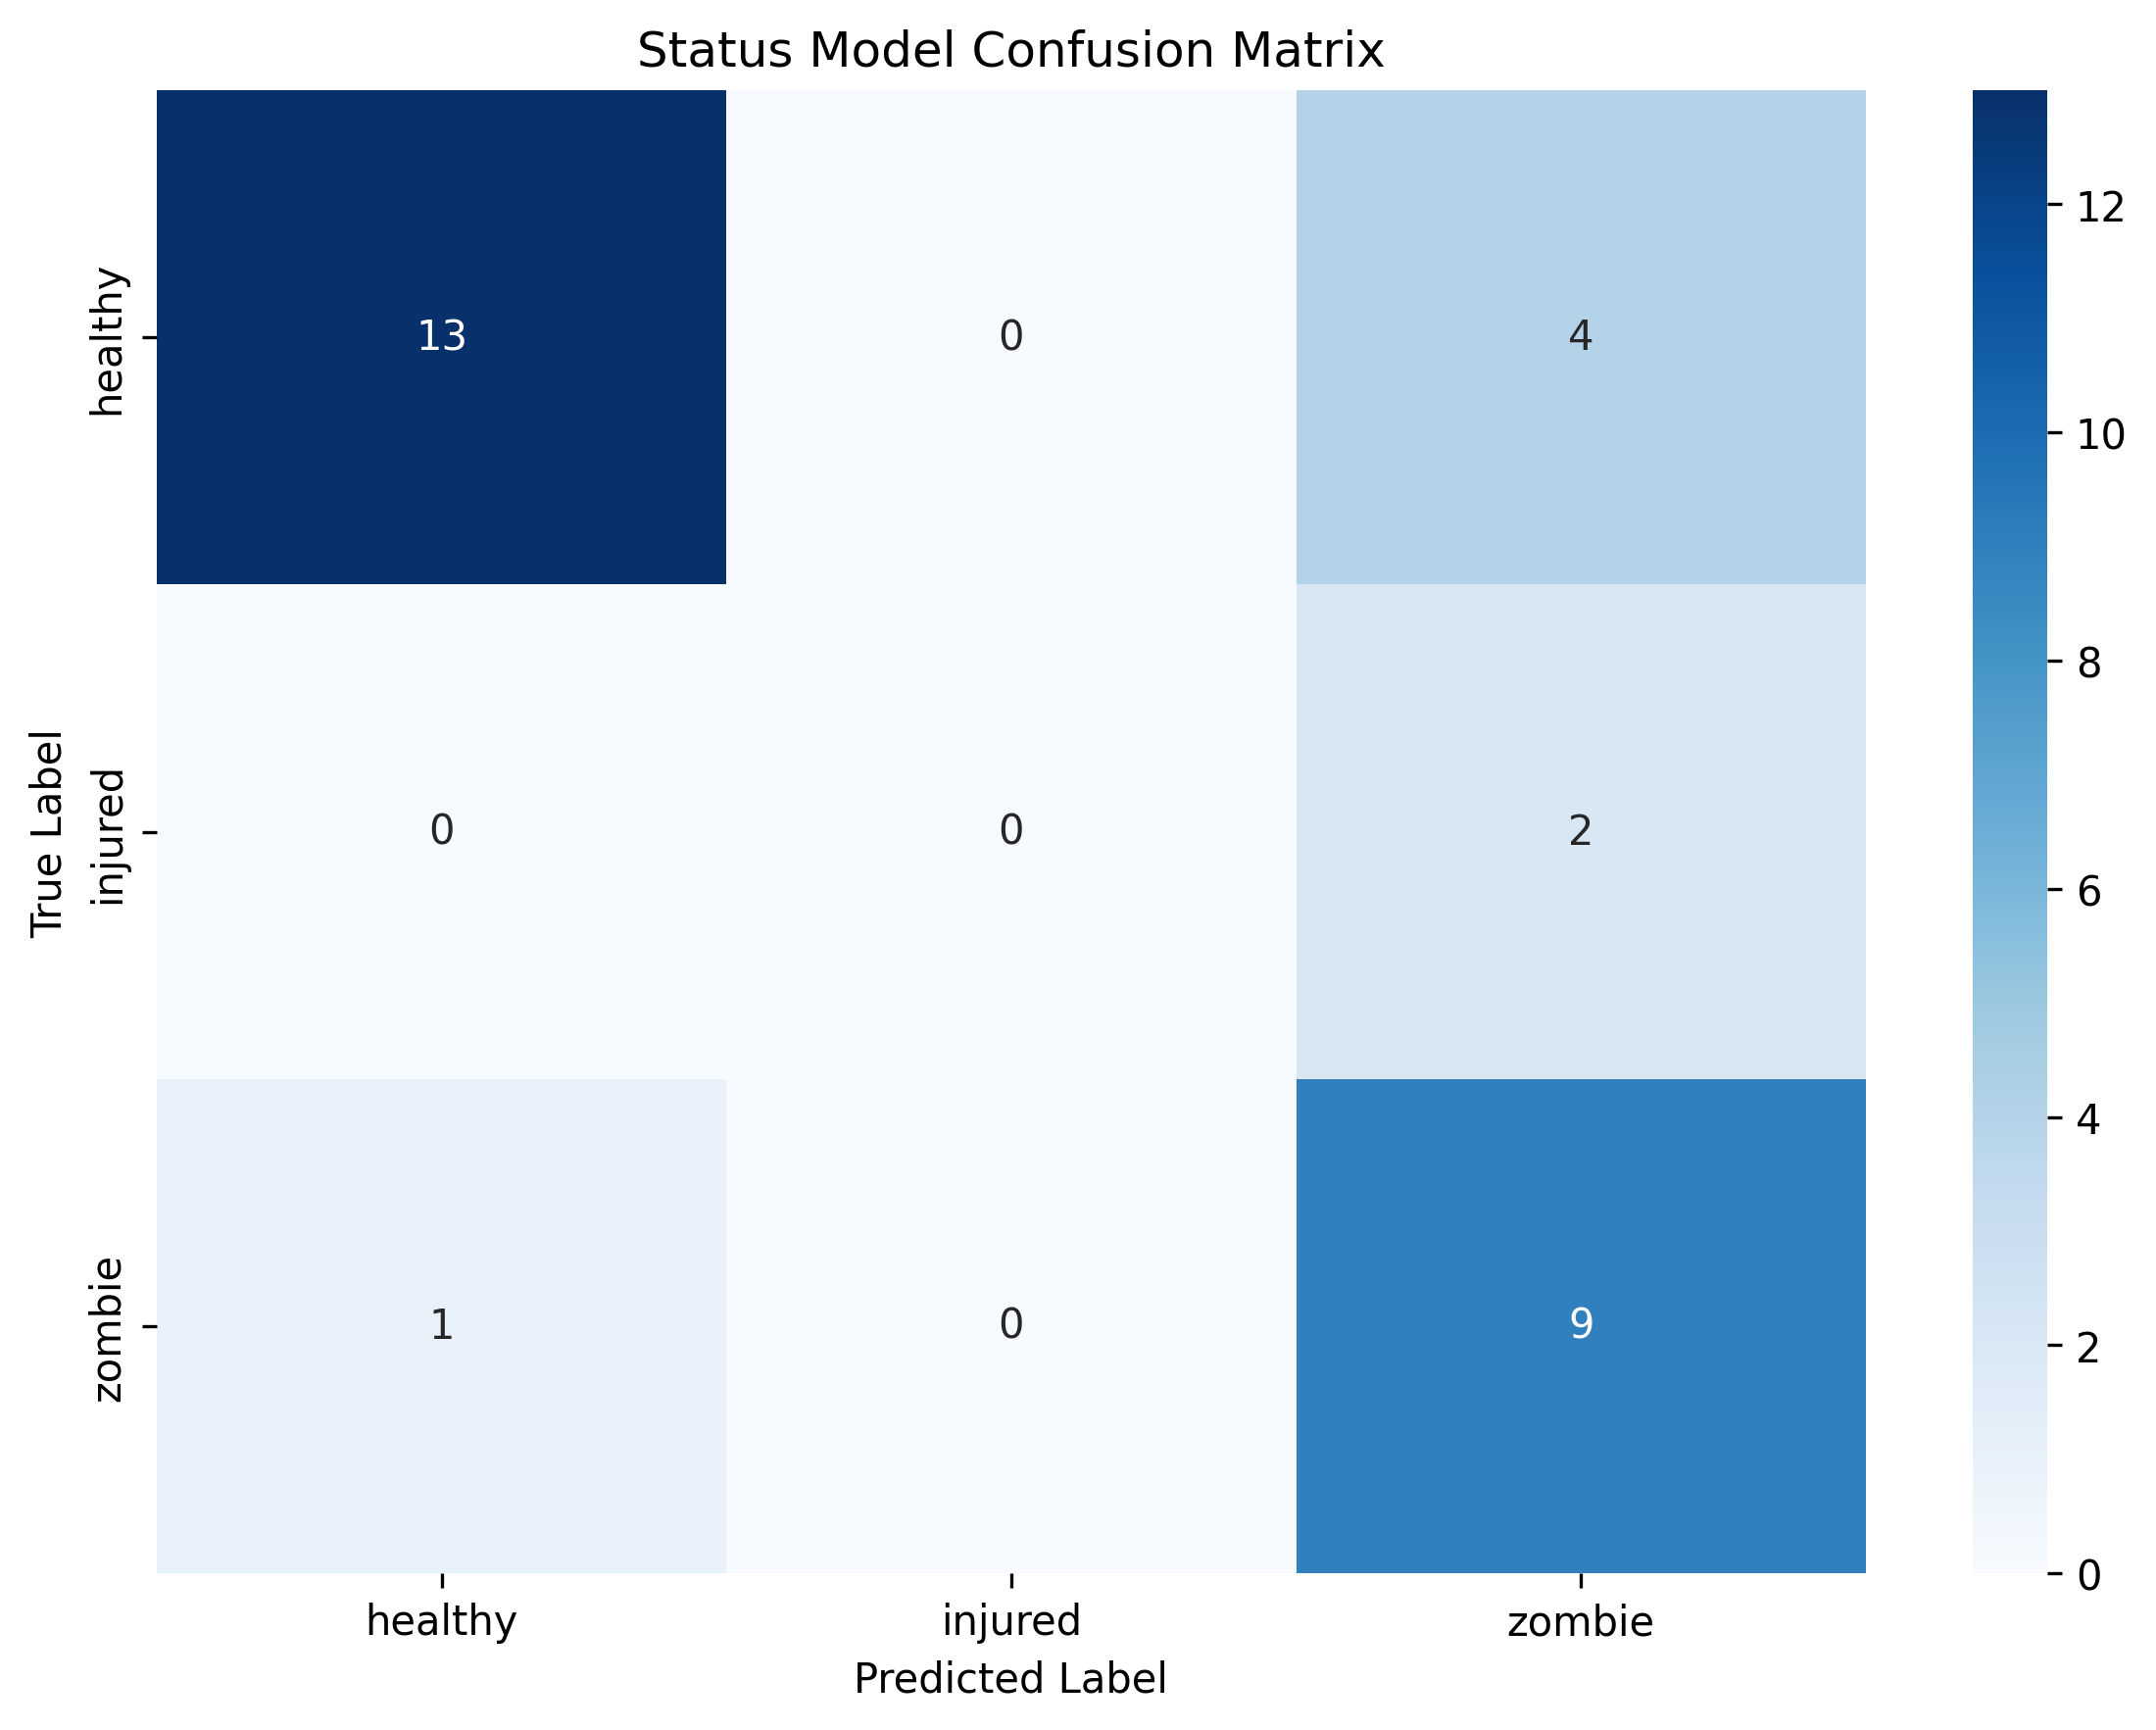 Status Model Confusion Matrix
True Label
healthy
13
0
4
injured
0
0
2
zombie
1
0
9
healthy
injured
zombie
Predicted Label
12
10
8
6
4
2
0